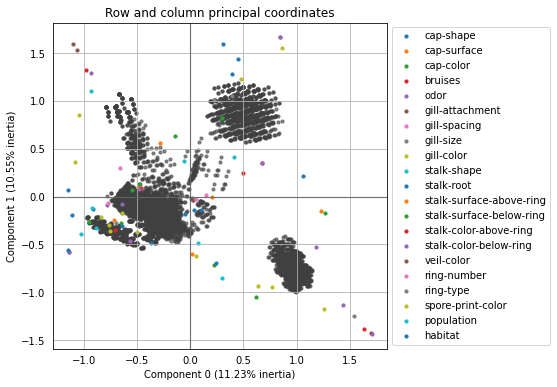 Row and column principal coordinates
1.5
1.0
0.5
0.0
−0.5
−1.0
−1.5
Component 1 (10.55% inertia)
−1.0
−0.5
0.0
0.5
1.0
1.5
Component 0 (11.23% inertia)
cap-shape
cap-surface
cap-color
bruises
odor
gill-attachment
gill-spacing
gill-size
gill-color
stalk-shape
stalk-root
stalk-surface-above-ring
stalk-surface-below-ring
stalk-color-above-ring
stalk-color-below-ring
veil-color
ring-number
ring-type
spore-print-color
population
habitat